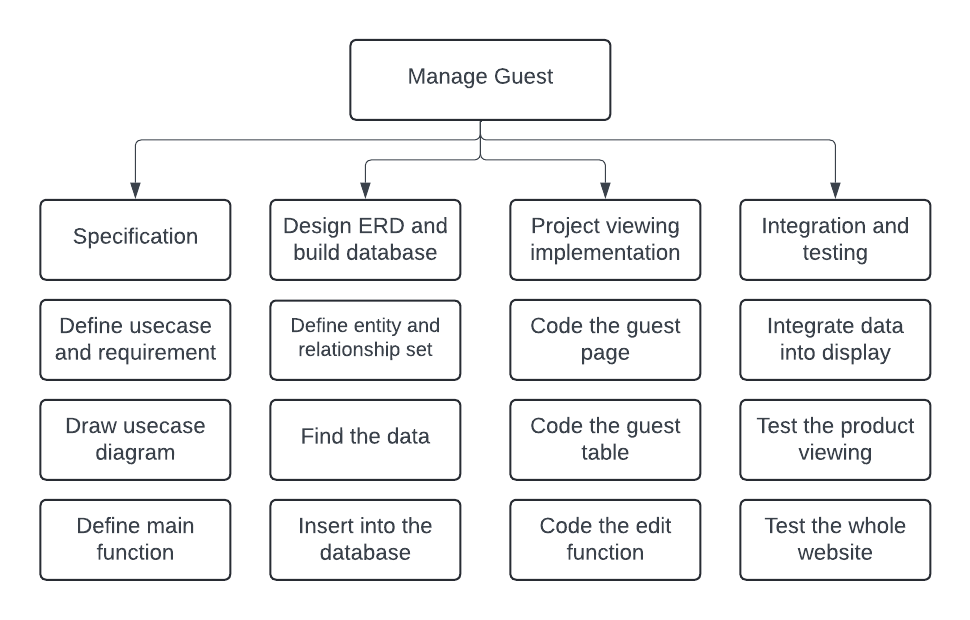 Manage Guest
Specification
Design ERD and
build database
Project viewing
implementation
Integration and
testing
Define usecase
and requirement
Define entity and
relationship set
Code the guest
page
Integrate data
into display
Draw usecase
diagram
Find the data
Code the guest
table
Test the product
viewing
Define main
function
Insert into the
database
Code the edit
function
Test the whole
website